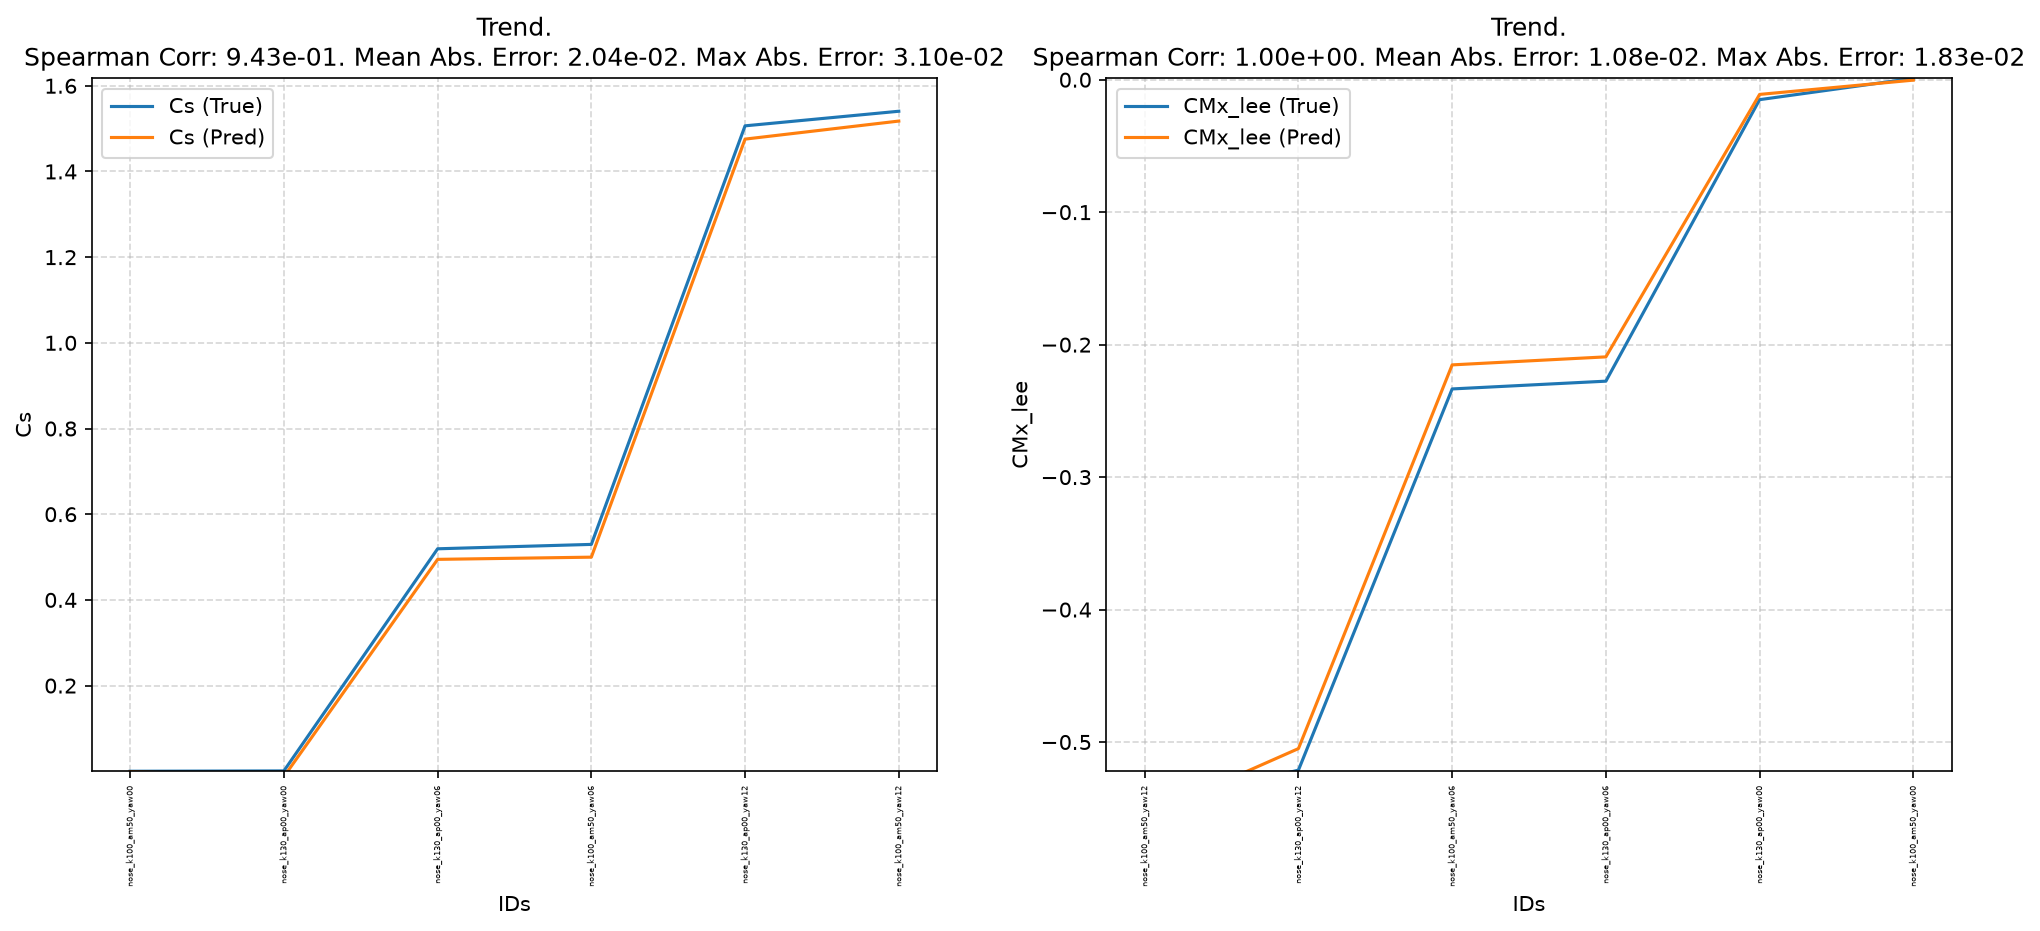 Trend.
Spearman Corr: 9.43e-01. Mean Abs. Error: 2.04e-02. Max Abs. Error: 3.10e-02
Cs (True)
Cs (Pred)
1.6
1.4
1.2
1.0
0.8
0.6
0.4
0.2
Cs
nose_k100_am50_yaw00
nose_k130_ap00_yaw00
nose_k130_ap00_yaw06
nose_k100_am50_yaw06
nose_k130_ap00_yaw12
nose_k100_am50_yaw12
IDs
Trend.
Spearman Corr: 1.00e+00. Mean Abs. Error: 1.08e-02. Max Abs. Error: 1.83e-02
CMx_lee (True)
CMx_lee (Pred)
0.0
−0.1
−0.2
−0.3
−0.4
−0.5
CMx_lee
nose_k100_am50_yaw12
nose_k130_ap00_yaw12
nose_k100_am50_yaw06
nose_k130_ap00_yaw06
nose_k130_ap00_yaw00
nose_k100_am50_yaw00
IDs